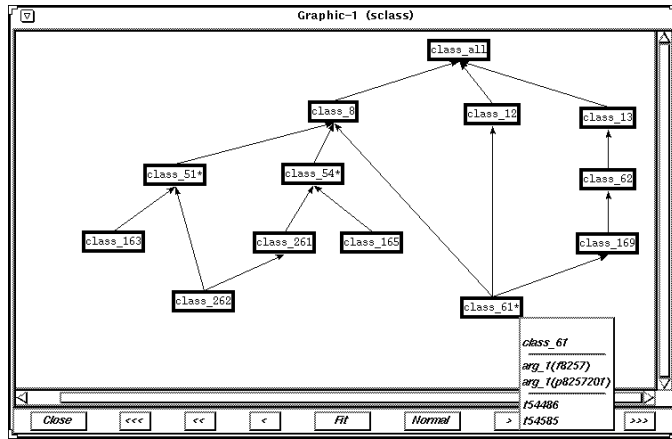 Graphic-1 (sclass)
class_all
class_8
class_12
class_13
class_51*
class_54*
class_62
class_163
class_261
class_165
class_169
class_262
class_61*
class_61
arg_1(f8257)
arg_1(p8257201)
f54486
f54585
Close
<<<
<<
<
Fit
Normal
>
>>>